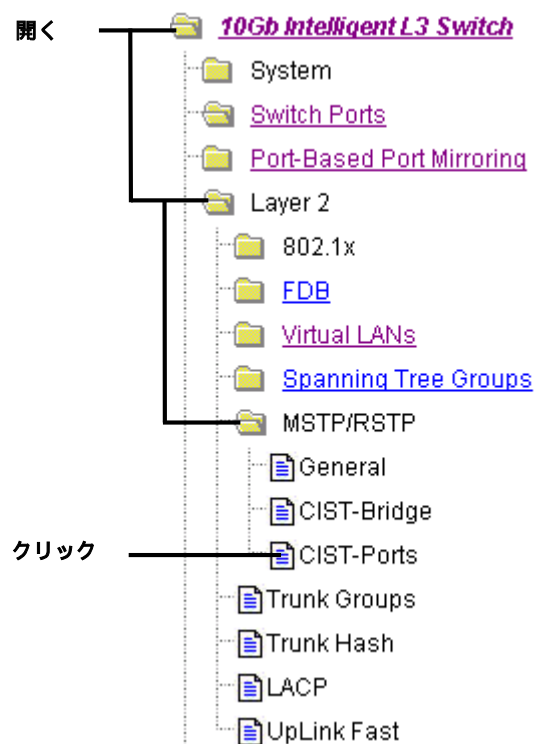 開く
10Gb Intelligent L3 Switch
System
Switch Ports
Port-Based Port Mirroring
Layer 2
802.1x
FDB
Virtual LANs
Spanning Tree Groups
MSTP/RSTP
General
CIST-Bridge
クリック
CIST-Ports
Trunk Groups
Trunk Hash
LACP
UpLink Fast